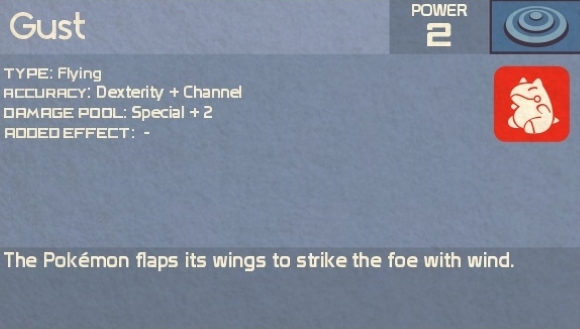 Gust
POWER
2
TYPE: Flying
ACCURACY: Dexterity + Channel
DAMAGE POOL: Special + 2
ADDED EFFECT: -
The Pokémon flaps its wings to strike the foe with wind.